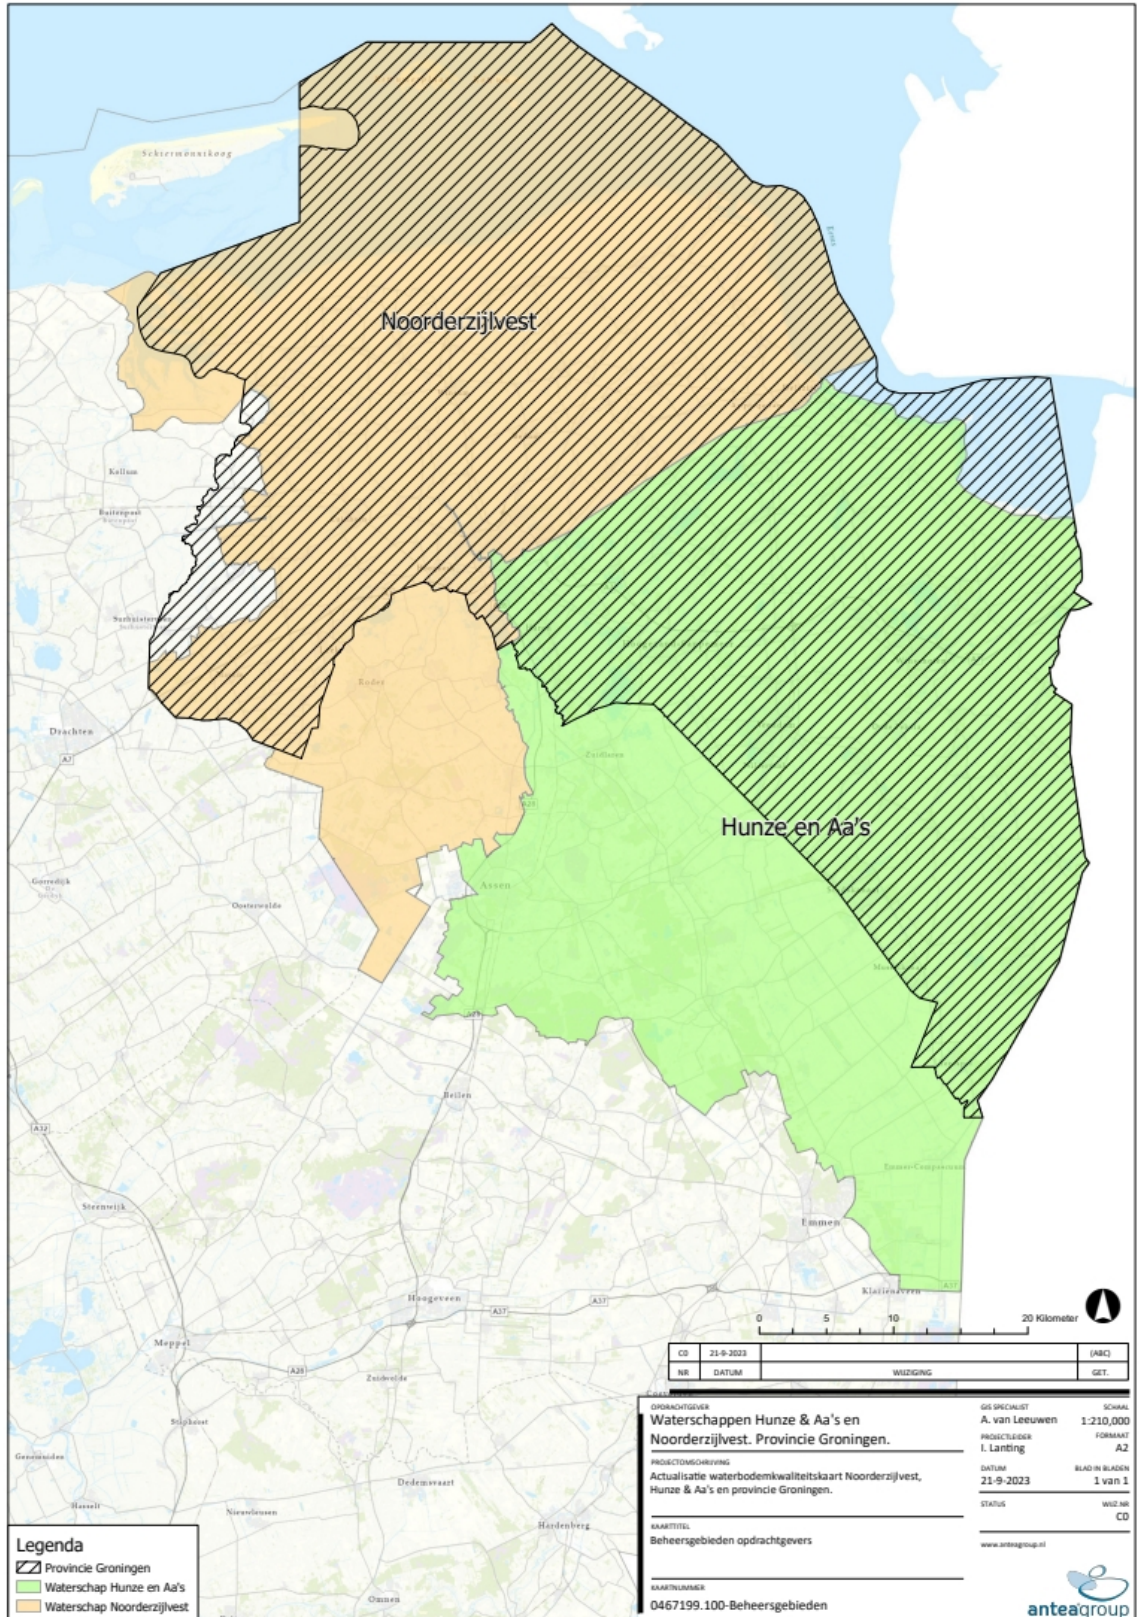 Schiermonnikoog
Eems
Noorderzijlvest
Kollum
Buitenpost
Surhuisterveen
Roden
Drachten
A7
Zuidlaren
A28
Hunze en Aa's
Gorredijk
Oosterwolde
Assen
A28
Beilen
A32
Emmer-Compascuum
Steenwijk
Emmen
A37
Klazienaveen
Hoogeveen
A37
A37
0 5 10 20 Kilometer
Meppel
A28
Zuidwolde
C0 21-9-2023 (ABC)
NR DATUM WIJZIGING GET.
Staphorst
Genemuiden
Dedemsvaart
Hasselt
Nieuwleusen
Hardenberg
Ommen
OPDRACHTGEVER
Waterschappen Hunze & Aa's en
Noorderzijlvest. Provincie Groningen.
PROJECTOMSCHRIJVING
Actualisatie waterbodemkwaliteitskaart Noorderzijlvest,
Hunze & Aa's en provincie Groningen.
KAARTTITEL
Beheersgebieden opdrachtgevers
KAARTNUMMER
0467199.100-Beheersgebieden
GIS SPECIALIST SCHAAL
A. van Leeuwen 1:210,000
PROJECTLEIDER FORMAAT
I. Lanting A2
DATUM BLAD IN BLADEN
21-9-2023 1 van 1
STATUS WIJZ.NR
C0
www.anteagroup.nl
anteagroup
Legenda
Provincie Groningen
Waterschap Hunze en Aa's
Waterschap Noorderzijlvest